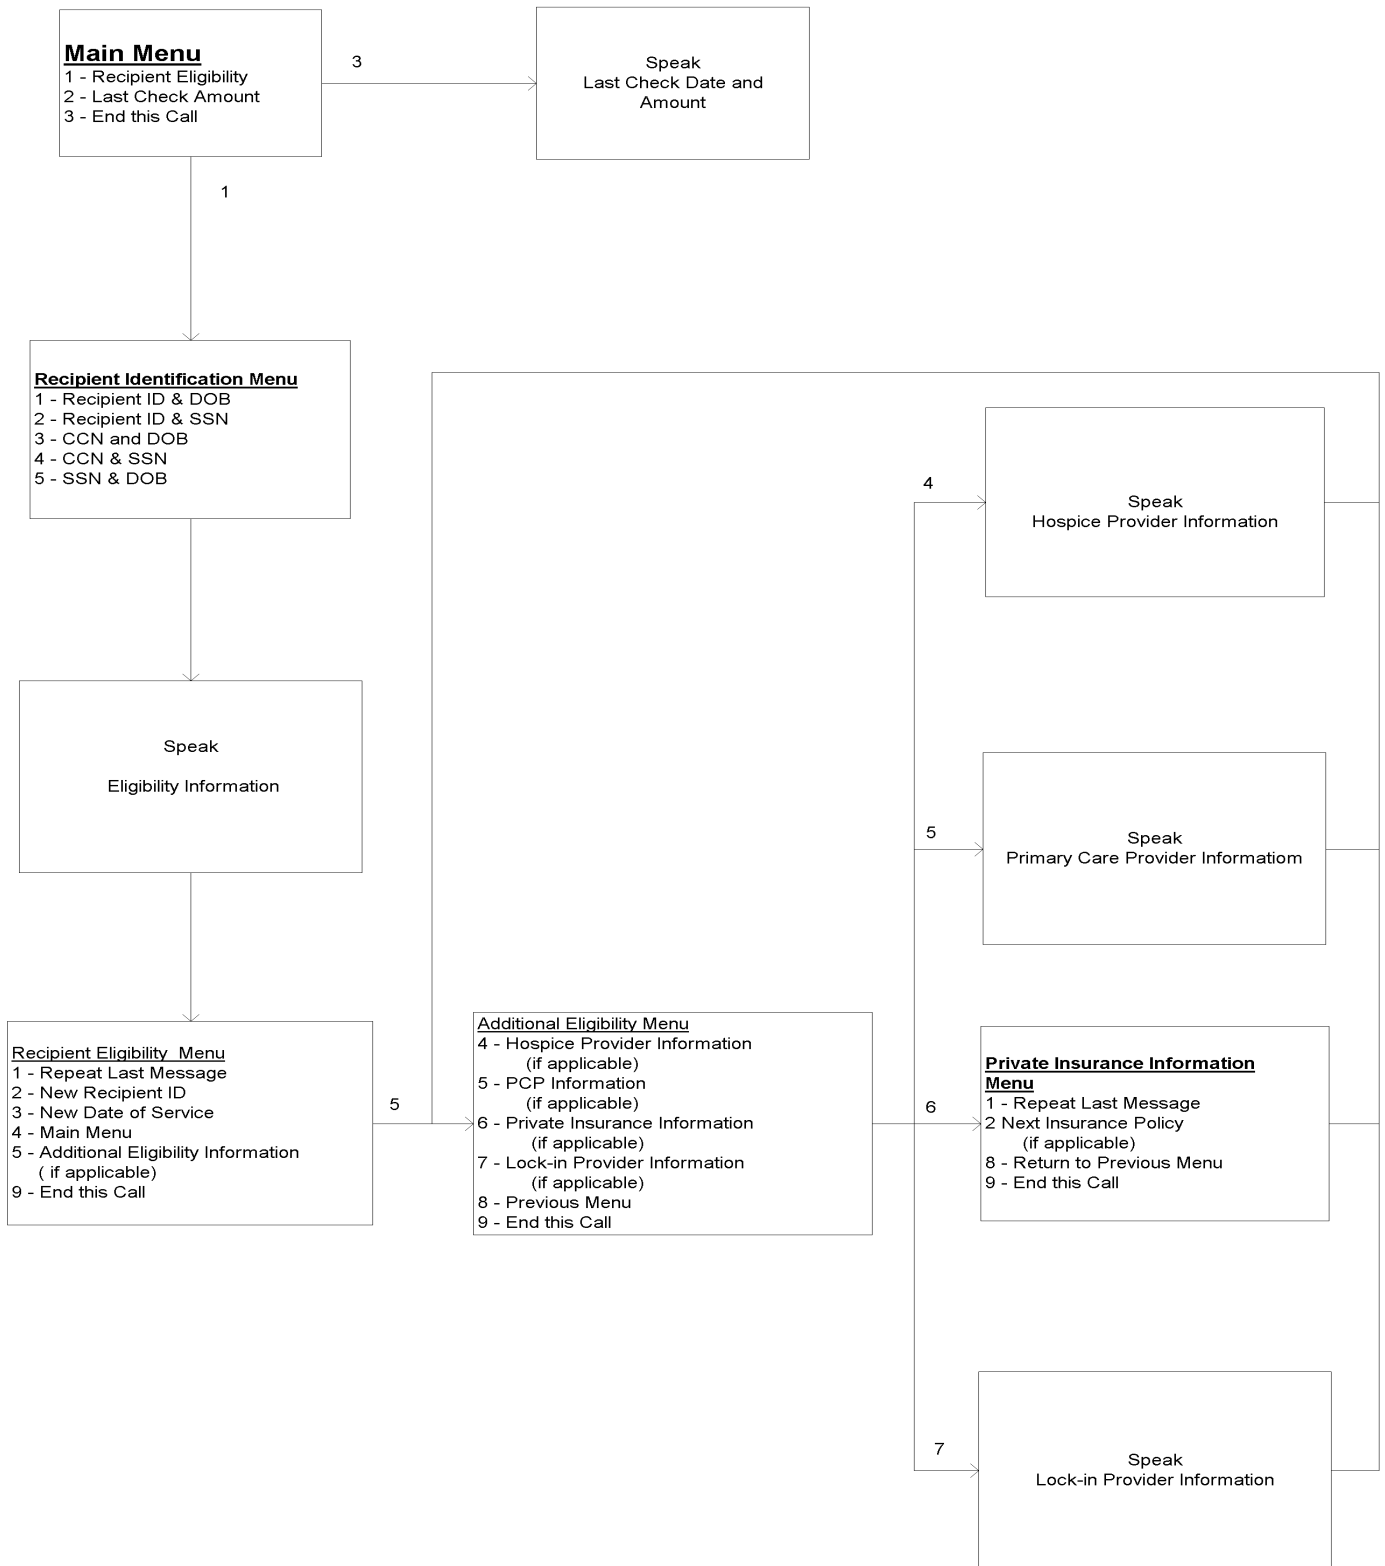 Main Menu
1 - Recipient Eligibility
2 - Last Check Amount
3 - End this Call
3
Speak
Last Check Date and
Amount
1
Recipient Identification Menu
1 - Recipient ID & DOB
2 - Recipient ID & SSN
3 - CCN and DOB
4 - CCN & SSN
5 - SSN & DOB
Speak
Eligibility Information
Recipient Eligibility  Menu
1 - Repeat Last Message
2 - New Recipient ID
3 - New Date of Service
4 - Main Menu
5 - Additional Eligibility Information
( if applicable)
9 - End this Call
5
Additional Eligibility Menu
4 - Hospice Provider Information
(if applicable)
5 - PCP Information
(if applicable)
6 - Private Insurance Information
(if applicable)
7 - Lock-in Provider Information
(if applicable)
8 - Previous Menu
9 - End this Call
4
Speak
Hospice Provider Information
5
Speak
Primary Care Provider Informatiom
6
Private Insurance Information
Menu
1 - Repeat Last Message
2 Next Insurance Policy
(if applicable)
8 - Return to Previous Menu
9 - End this Call
7
Speak
Lock-in Provider Information